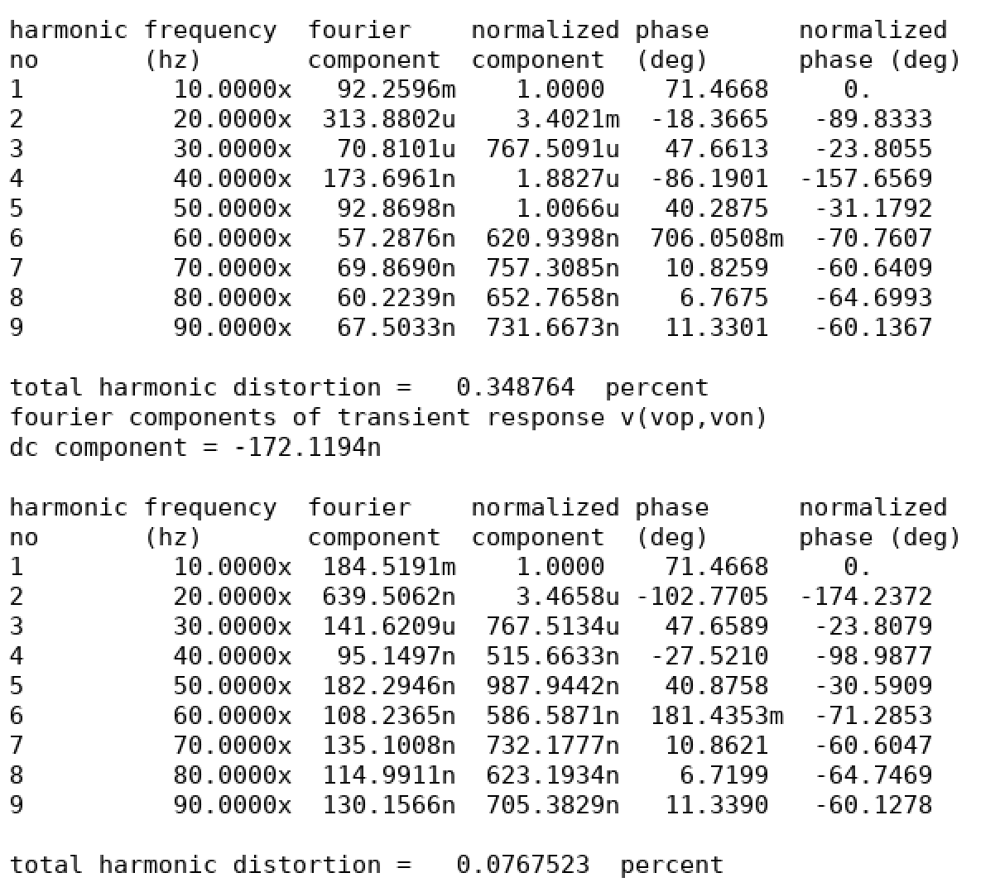 harmonic frequency fourier normalized phase normalized
no (hz) component component (deg) phase (deg)
1 10.0000x 92.2596m 1.0000 71.4668 0.
2 20.0000x 313.8802u 3.4021m -18.3665 -89.8333
3 30.0000x 70.8101u 767.5091u 47.6613 -23.8055
4 40.0000x 173.6961n 1.8827u -86.1901 -157.6569
5 50.0000x 92.8698n 1.0066u 40.2875 -31.1792
6 60.0000x 57.2876n 620.9398n 706.0508m -70.7607
7 70.0000x 69.8690n 757.3085n 10.8259 -60.6409
8 80.0000x 60.2239n 652.7658n 6.7675 -64.6993
9 90.0000x 67.5033n 731.6673n 11.3301 -60.1367
total harmonic distortion = 0.348764 percent
fourier components of transient response v(vop,von)
dc component = -172.1194n
harmonic frequency fourier normalized phase normalized
no (hz) component component (deg) phase (deg)
1 10.0000x 184.5191m 1.0000 71.4668 0.
2 20.0000x 639.5062n 3.4658u -102.7705 -174.2372
3 30.0000x 141.6209u 767.5134u 47.6589 -23.8079
4 40.0000x 95.1497n 515.6633n -27.5210 -98.9877
5 50.0000x 182.2946n 987.9442n 40.8758 -30.5909
6 60.0000x 108.2365n 586.5871n 181.4353m -71.2853
7 70.0000x 135.1008n 732.1777n 10.8621 -60.6047
8 80.0000x 114.9911n 623.1934n 6.7199 -64.7469
9 90.0000x 130.1566n 705.3829n 11.3390 -60.1278
total harmonic distortion = 0.0767523 percent